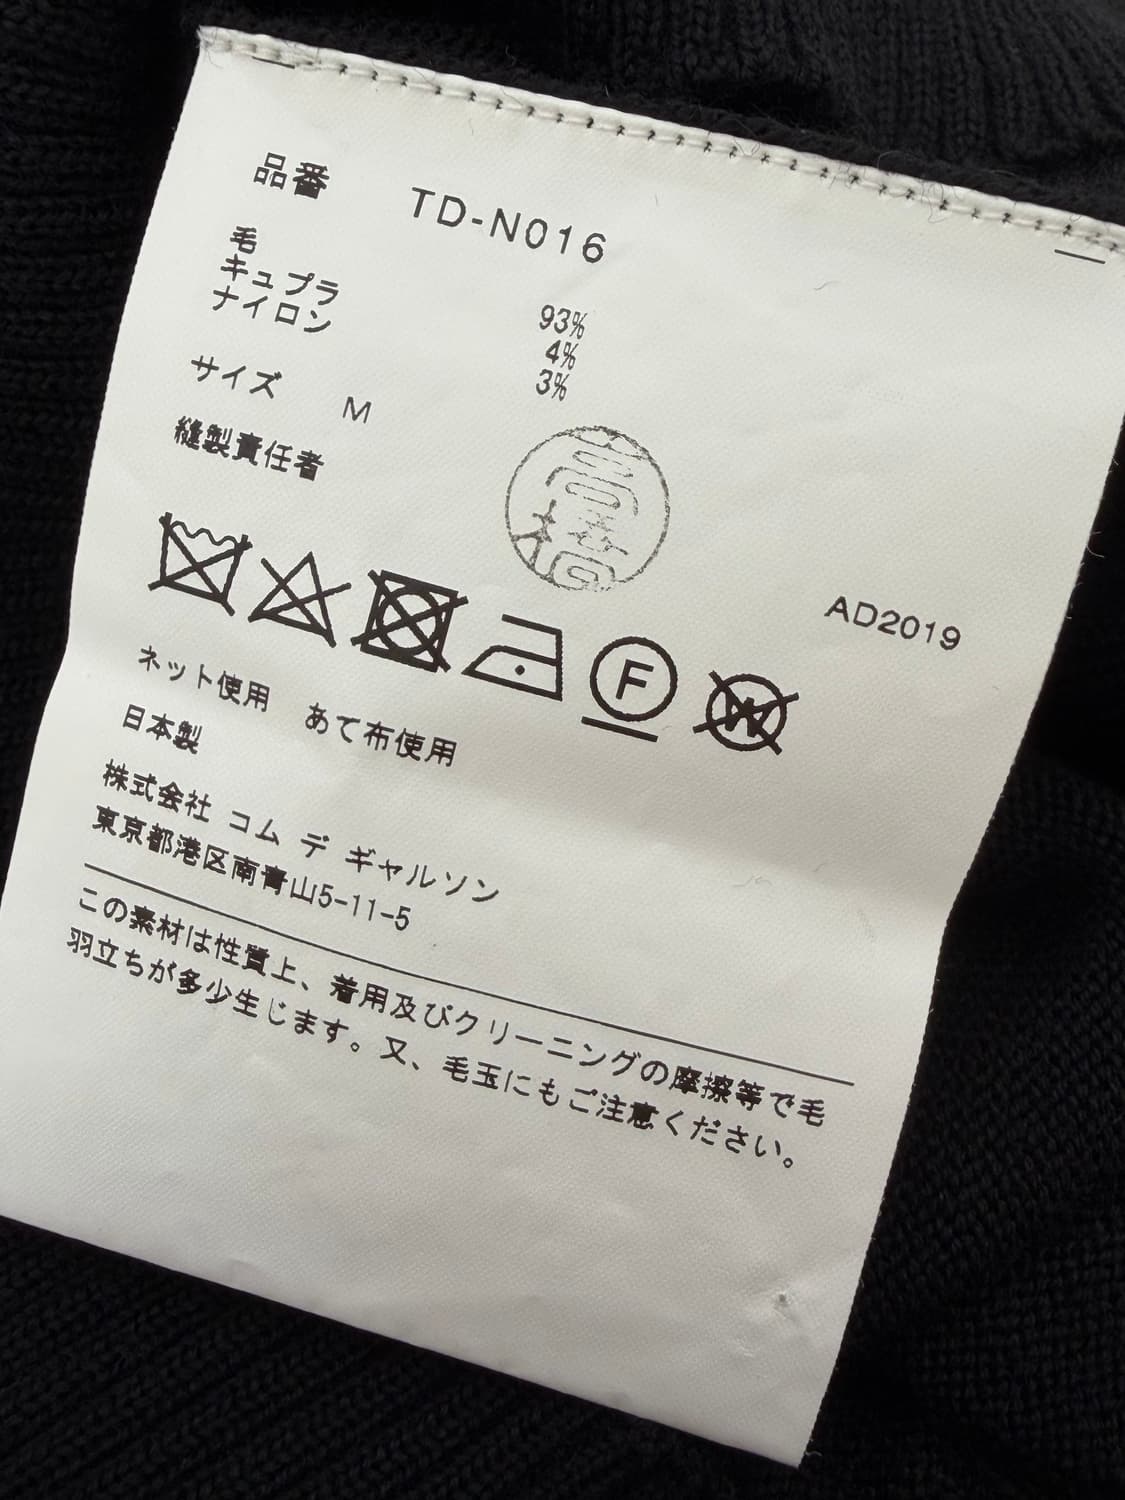 品番 TD-N016
毛 93%
キュプラ 4%
ナイロン 3%
サイズ M
縫製責任者
高橋
AD2019
F
W
ネット使用 あて布使用
日本製
株式会社 コム デ ギャルソン
東京都港区南青山5-11-5
この素材は性質上、着用及びクリーニングの摩擦等で毛
羽立ちが多少生じます。又、毛玉にもご注意ください。